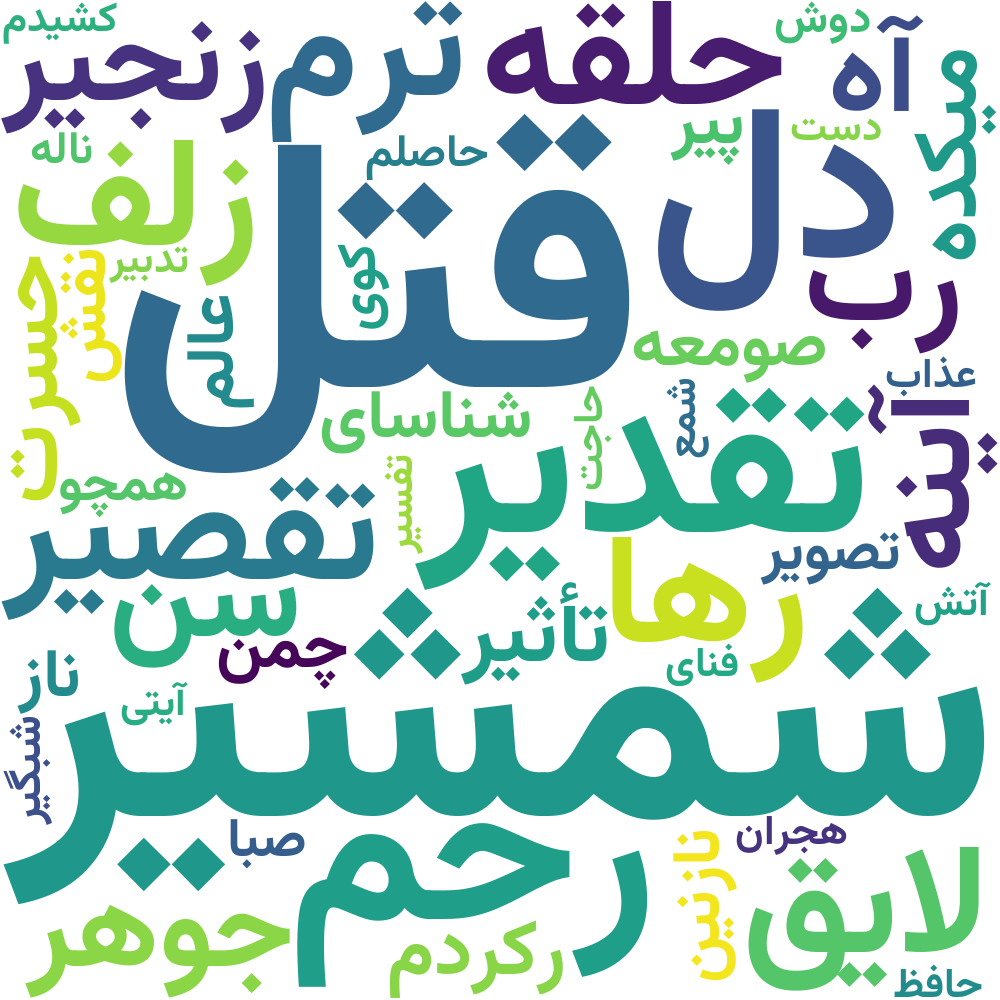 کشیدم
ترم
حلقه
دوش
آه
میکده
زنجیر
ناله
حاصلم
پیر
دست
دل
زلف
قتل
رب
تدبیر
کوی
نقش
حسرت
عالم
صومعه
عذاب
آینه
شناسای
حاجت
شمع
تقدیر
همچو
تفسیر
تقصیر
تصویر
رها
آتش
سن
چمن
تأثیر
فنای
ناز
آیتی
شمشیر
شبگیر
صبا
رحم
هجران
نازنین
لایق
جوهر
رکردم
حافظ